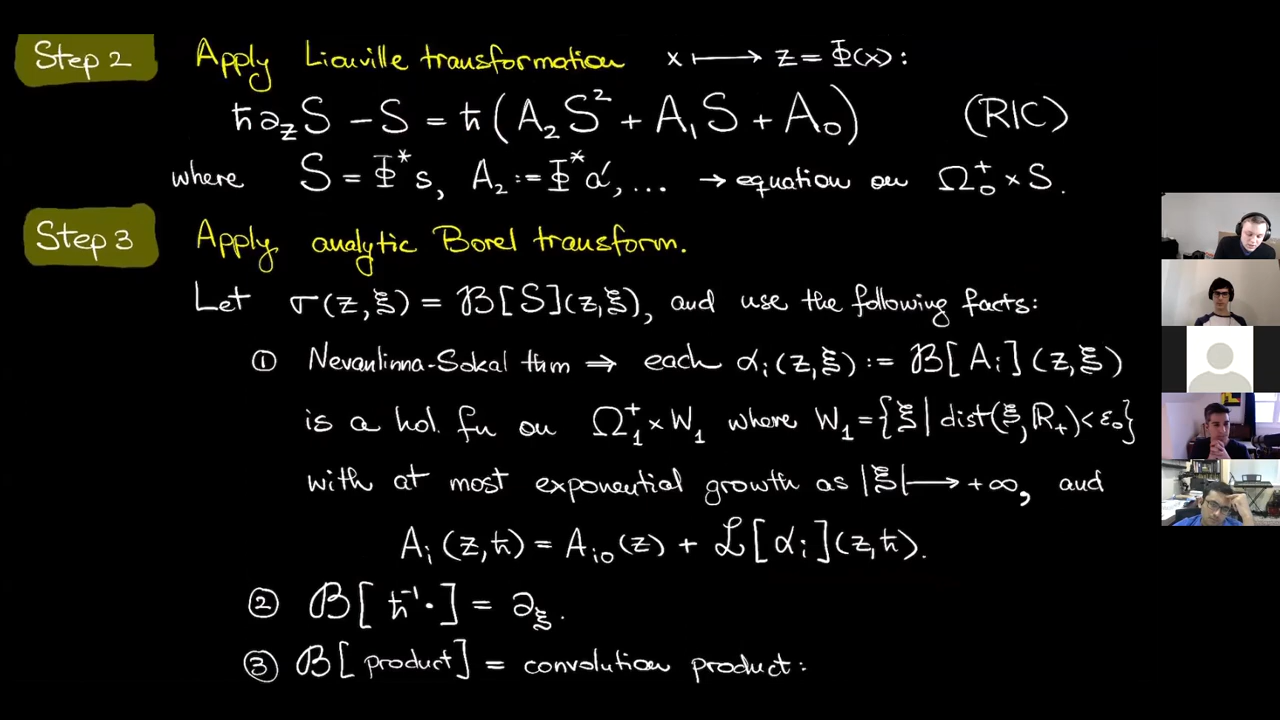 Step 2 Apply Liouville transformation x ⟼ z = Φ(x):
ħ∂_z S − S = ħ(A₂S² + A₁S + A₀) (RIC)
where S = Φ*s, A₂ := Φ*a', ... → equation on Ω₀⁺ × S.
Step 3 Apply analytic Borel transform.
Let σ(z,ξ) = 𝓑[S](z,ξ), and use the following facts:
① Nevanlinna-Sokal thm ⇒ each α_i(z,ξ) := 𝓑[A_i](z,ξ)
is a hol. fn on Ω₁⁺ × W₁ where W₁ = {ξ | dist(ξ,ℝ₊) < ε₀}
with at most exponential growth as |ξ| ⟶ +∞, and
A_i(z,ħ) = A_{i0}(z) + 𝓛[α_i](z,ħ).
② 𝓑[ħ⁻¹·] = ∂_ξ.
③ 𝓑[product] = convolution product: